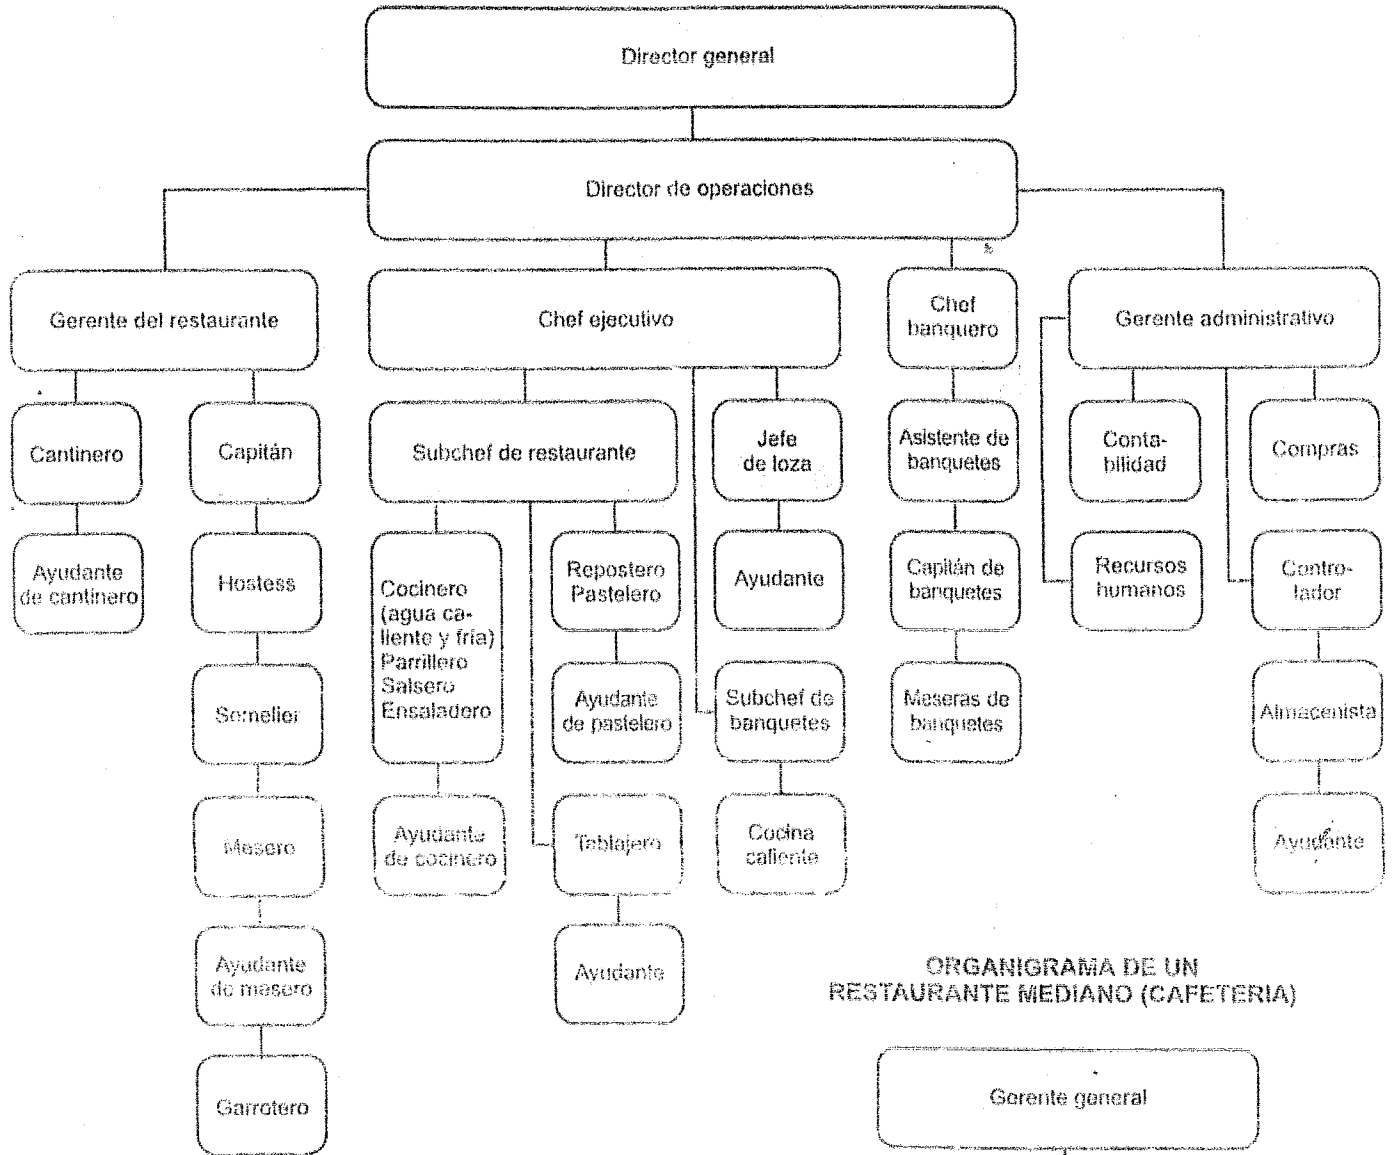 Director general
Director de operaciones
Gerente del restaurante
Chef ejecutivo
Chef
banquero
Gerente administrativo
Cantinero
Capitán
Subchef de restaurante
Jefe
de loza
Asistente de
banquetes
Conta-
bilidad
Compras
Ayudante
de cantinero
Hostess
Cocinero
(agua ca-
liente y fría)
Parrillero
Salsero
Ensaladero
Repostero
Pastelero
Ayudante
Capitán de
banquetes
Recursos
humanos
Contro-
lador
Somelier
Ayudante
de pastelero
Subchef de
banquetes
Meseras de
banquetes
Almacenista
Mesero
Ayudante
de cocinero
Tablajero
Cocina
caliente
Ayudante
Ayudante
de mesero
Ayudante
Garrotero
ORGANIGRAMA DE UN
RESTAURANTE MEDIANO (CAFETERIA)
Gerente general